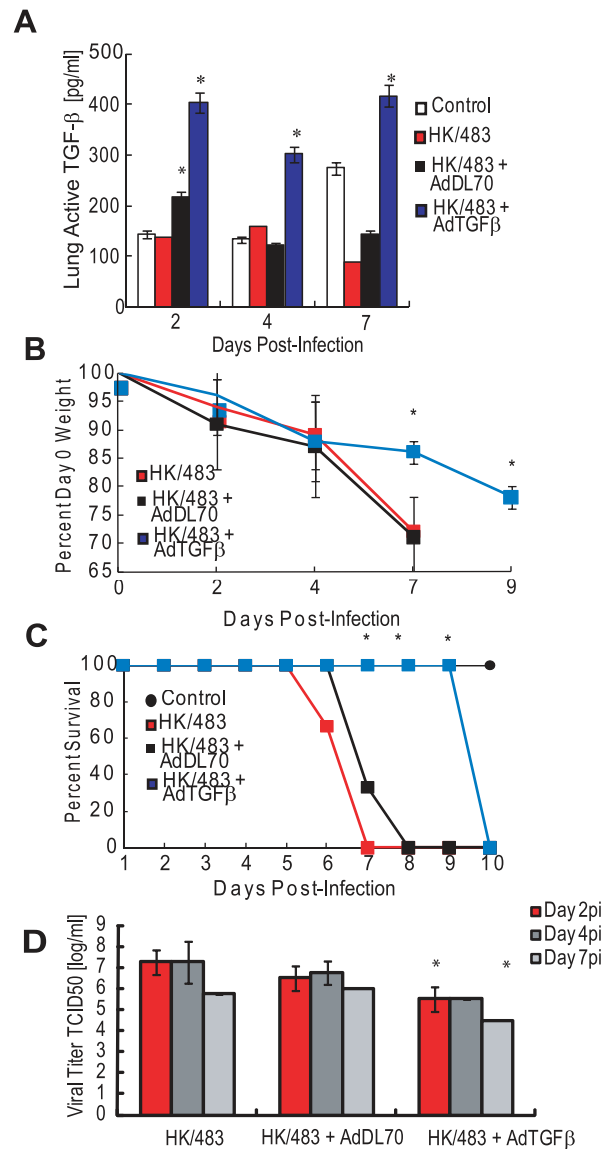 A
Lung Active TGF-β [pg/ml]
500
400
300
200
100
0
*
*
*
*
2
4
7
Days Post-Infection
Control
HK/483
HK/483 +
AdDL70
HK/483 +
AdTGFβ
B
Percent Day 0 Weight
100
95
90
85
80
75
70
65
*
*
HK/483
HK/483 +
AdDL70
HK/483 +
AdTGFβ
0
2
4
7
9
Days Post-Infection
C
Percent Survival
100
80
60
40
20
0
*
*
*
Control
HK/483
HK/483 +
AdDL70
HK/483 +
AdTGFβ
1
2
3
4
5
6
7
8
9
10
Days Post-Infection
D
Viral Titer TCID50 [log/ml]
9
8
7
6
5
4
3
2
1
0
*
*
Day 2pi
Day 4pi
Day 7pi
HK/483
HK/483 + AdDL70
HK/483 + AdTGFβ